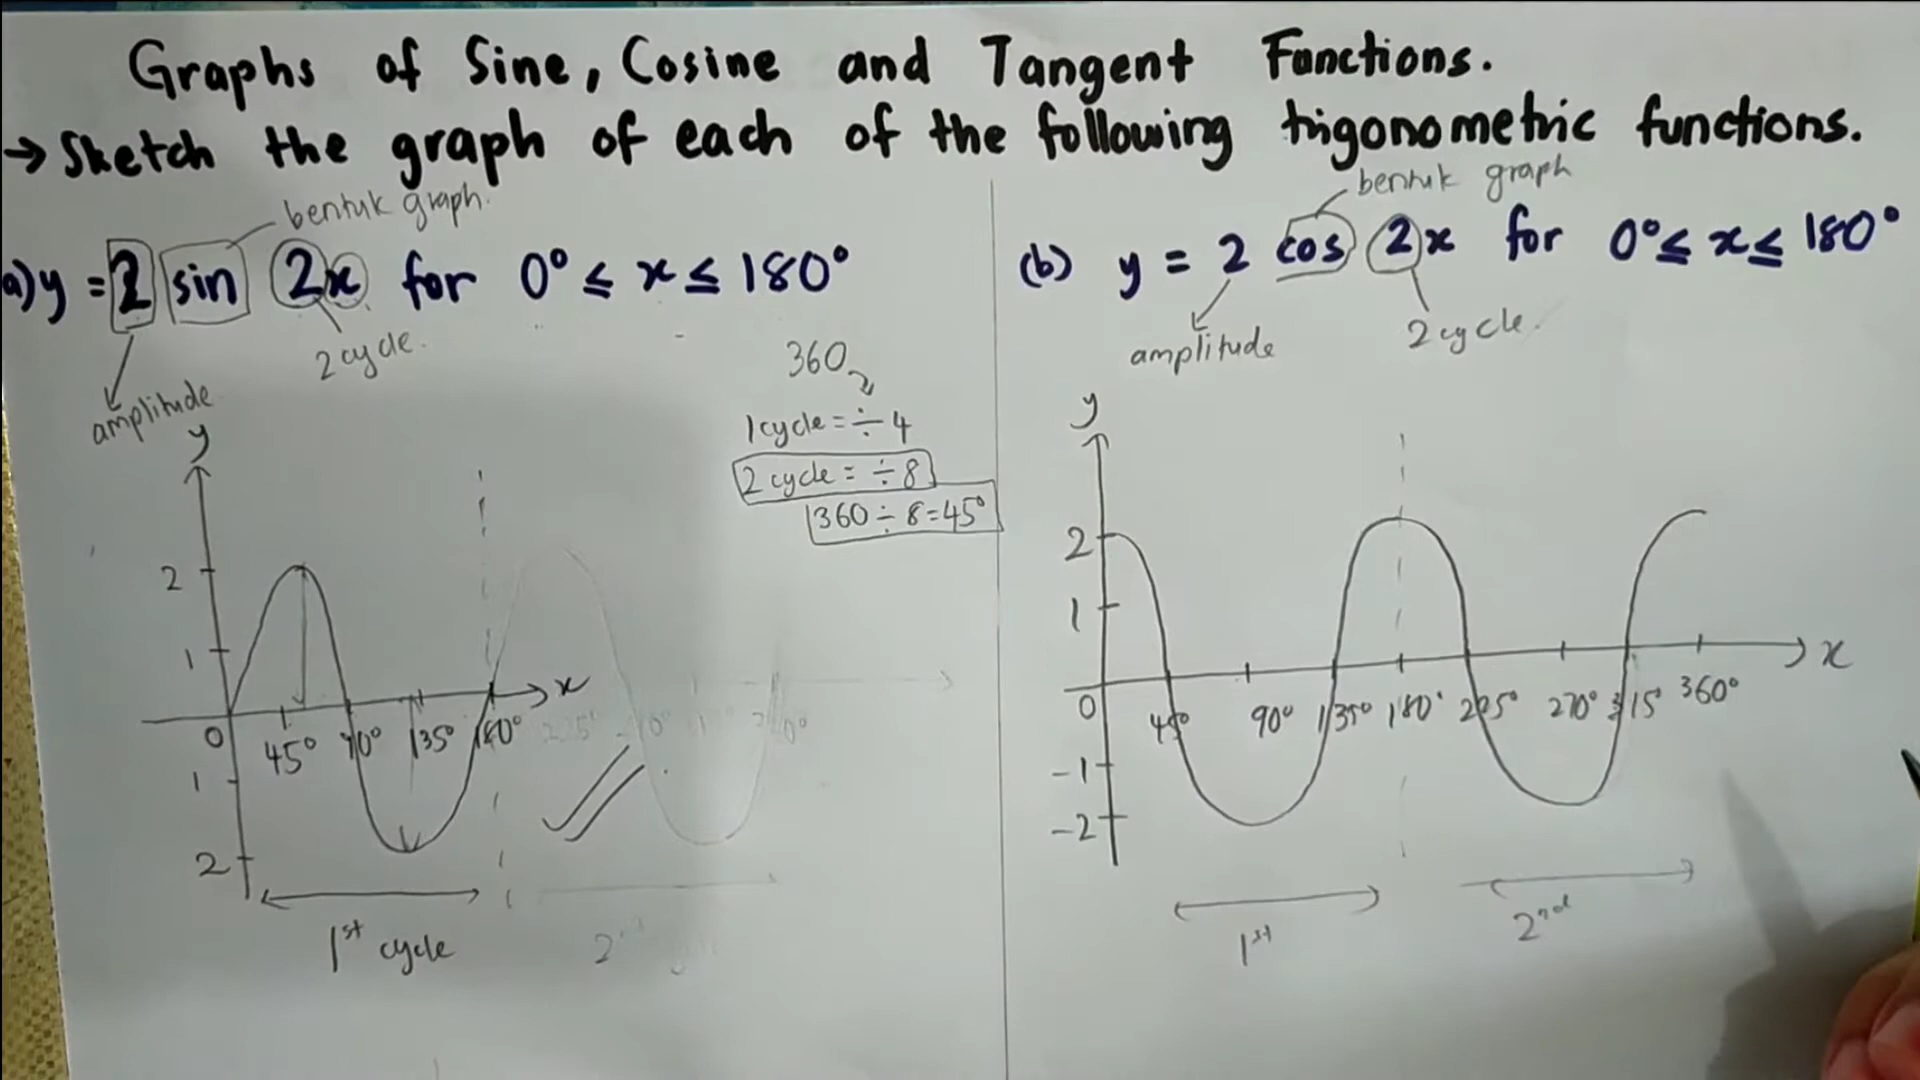 Graphs of Sine, Cosine and Tangent Functions.
→ Sketch the graph of each of the following trigonometric functions.
bentuk graph.
a) y = 2 sin 2x for 0° ≤ x ≤ 180°
2 cycle.
amplitude
360
1 cycle = ÷ 4
2 cycle = ÷ 8
360 ÷ 8 = 45°
y
2
1
0
45° 90° 135° 180°
x
1
2
1st cycle
bentuk graph
(b) y = 2 cos 2x for 0° ≤ x ≤ 180°
amplitude
2 cycle.
y
2
1
x
0
45° 90° 135° 180° 225° 270° 315° 360°
-1
-2
1st
2nd